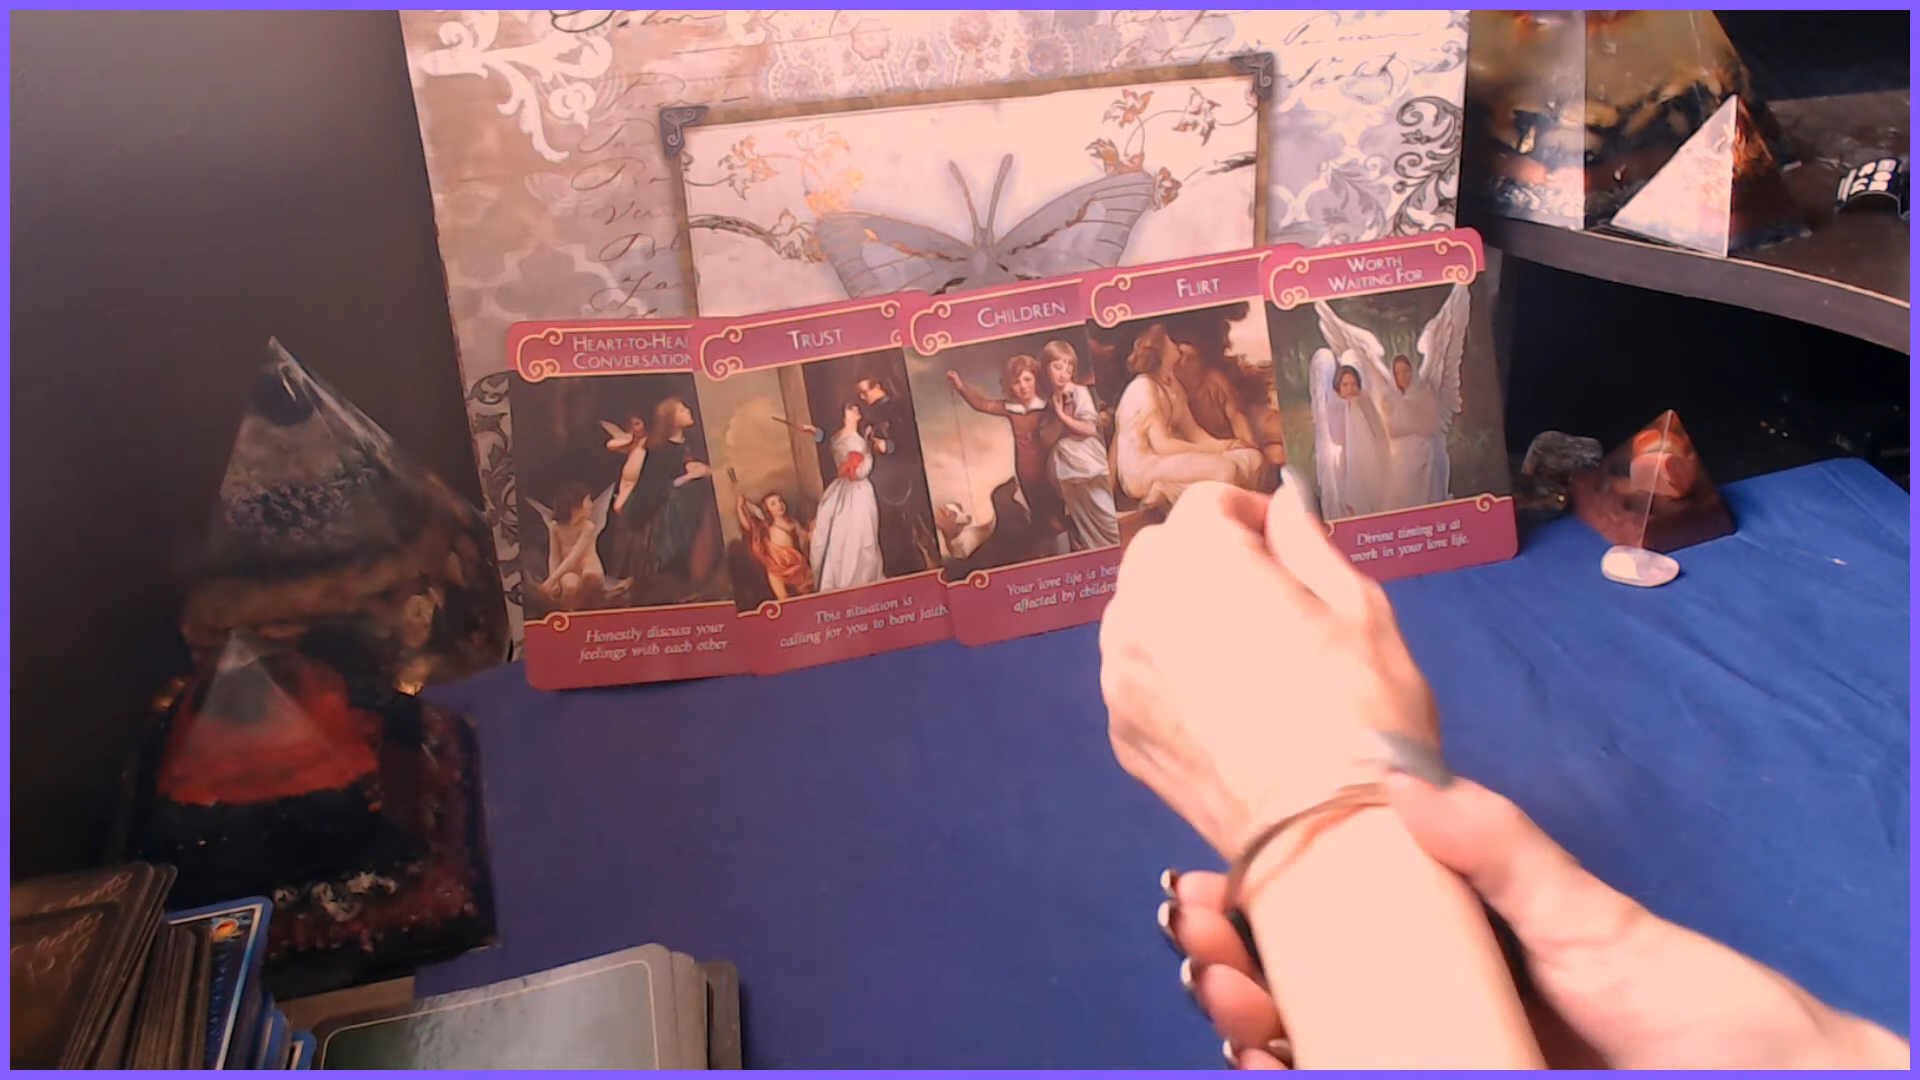 HEART-TO-HEA
CONVERSATION
Honestly discuss your
feelings with each other
TRUST
This situation is
calling for you to have faith
CHILDREN
Your love life is bei
affected by childre
FLIRT
WORTH
WAITING FOR
Divine timing is at
work in your love life.